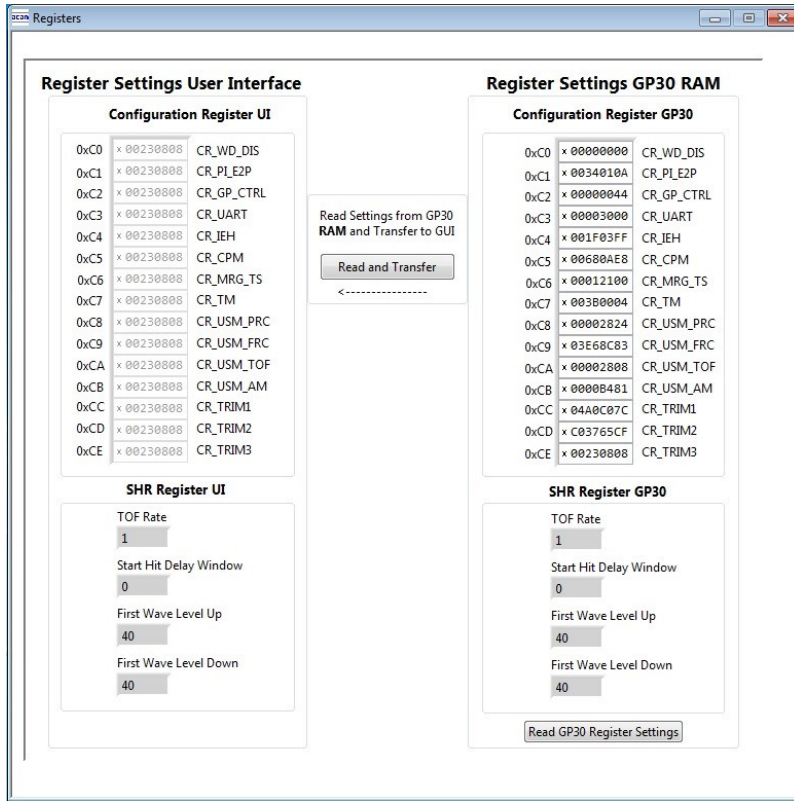 acam Registers
Register Settings User Interface
Configuration Register UI
0xC0 x 00230808 CR_WD_DIS
0xC1 x 00230808 CR_PI_E2P
0xC2 x 00230808 CR_GP_CTRL
0xC3 x 00230808 CR_UART
0xC4 x 00230808 CR_IEH
0xC5 x 00230808 CR_CPM
0xC6 x 00230808 CR_MRG_TS
0xC7 x 00230808 CR_TM
0xC8 x 00230808 CR_USM_PRC
0xC9 x 00230808 CR_USM_FRC
0xCA x 00230808 CR_USM_TOF
0xCB x 00230808 CR_USM_AM
0xCC x 00230808 CR_TRIM1
0xCD x 00230808 CR_TRIM2
0xCE x 00230808 CR_TRIM3
SHR Register UI
TOF Rate
1
Start Hit Delay Window
0
First Wave Level Up
40
First Wave Level Down
40
Read Settings from GP30
RAM and Transfer to GUI
Read and Transfer
<----------------
Register Settings GP30 RAM
Configuration Register GP30
0xC0 x 00000000 CR_WD_DIS
0xC1 x 0034010A CR_PI_E2P
0xC2 x 00000044 CR_GP_CTRL
0xC3 x 00003000 CR_UART
0xC4 x 001F03FF CR_IEH
0xC5 x 00680AE8 CR_CPM
0xC6 x 00012100 CR_MRG_TS
0xC7 x 003B0004 CR_TM
0xC8 x 00002824 CR_USM_PRC
0xC9 x 03E68C83 CR_USM_FRC
0xCA x 00002808 CR_USM_TOF
0xCB x 0000B481 CR_USM_AM
0xCC x 04A0C07C CR_TRIM1
0xCD x C03765CF CR_TRIM2
0xCE x 00230808 CR_TRIM3
SHR Register GP30
TOF Rate
1
Start Hit Delay Window
0
First Wave Level Up
40
First Wave Level Down
40
Read GP30 Register Settings